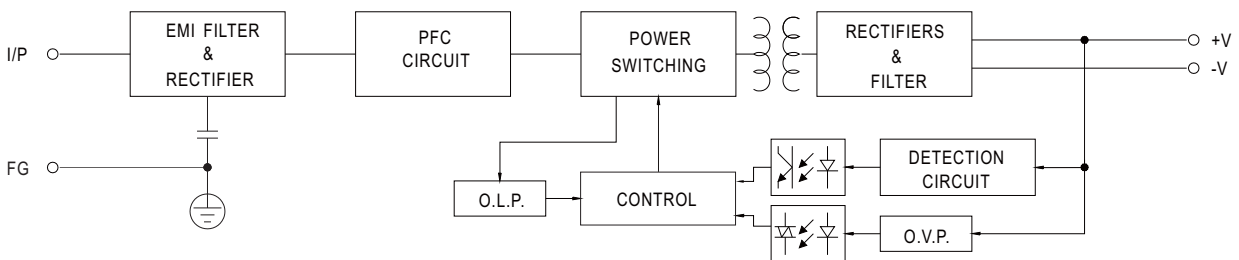 I/P
EMI FILTER
&
RECTIFIER
PFC
CIRCUIT
POWER
SWITCHING
RECTIFIERS
&
FILTER
+V
-V
FG
O.L.P.
CONTROL
DETECTION
CIRCUIT
O.V.P.